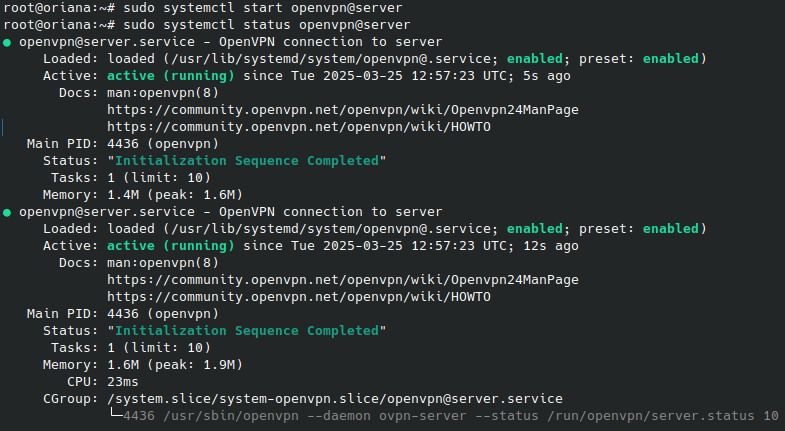 root@oriana:~# sudo systemctl start openvpn@server
root@oriana:~# sudo systemctl status openvpn@server
● openvpn@server.service - OpenVPN connection to server
     Loaded: loaded (/usr/lib/systemd/system/openvpn@.service; enabled; preset: enabled)
     Active: active (running) since Tue 2025-03-25 12:57:23 UTC; 5s ago
       Docs: man:openvpn(8)
             https://community.openvpn.net/openvpn/wiki/Openvpn24ManPage
             https://community.openvpn.net/openvpn/wiki/HOWTO
   Main PID: 4436 (openvpn)
     Status: "Initialization Sequence Completed"
      Tasks: 1 (limit: 10)
     Memory: 1.4M (peak: 1.6M)
● openvpn@server.service - OpenVPN connection to server
     Loaded: loaded (/usr/lib/systemd/system/openvpn@.service; enabled; preset: enabled)
     Active: active (running) since Tue 2025-03-25 12:57:23 UTC; 12s ago
       Docs: man:openvpn(8)
             https://community.openvpn.net/openvpn/wiki/Openvpn24ManPage
             https://community.openvpn.net/openvpn/wiki/HOWTO
   Main PID: 4436 (openvpn)
     Status: "Initialization Sequence Completed"
      Tasks: 1 (limit: 10)
     Memory: 1.6M (peak: 1.9M)
        CPU: 23ms
     CGroup: /system.slice/system-openvpn.slice/openvpn@server.service
             └─4436 /usr/sbin/openvpn --daemon ovpn-server --status /run/openvpn/server.status 10